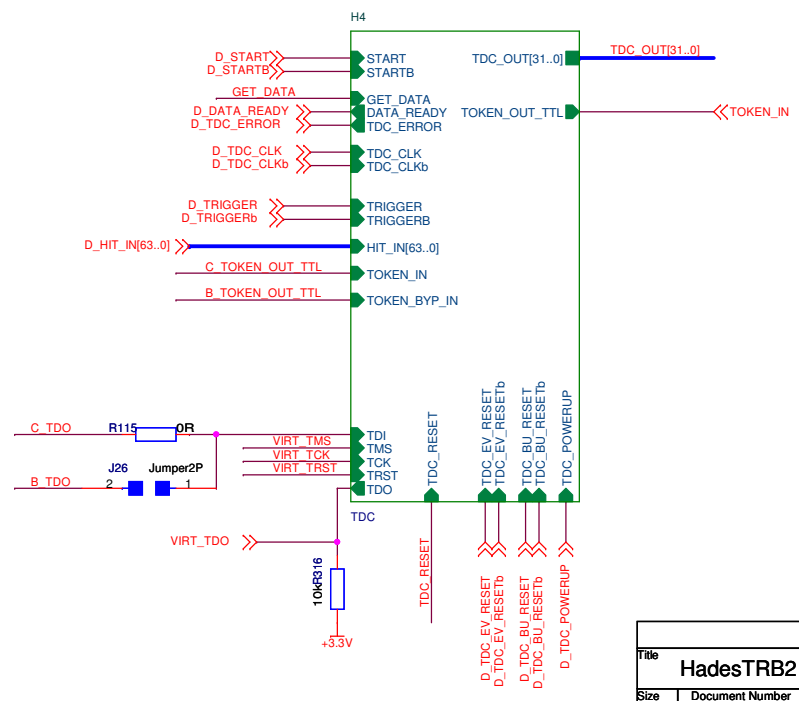 H4
D_START START TDC_OUT[31..0] TDC_OUT[31..0]
D_STARTB STARTB
GET_DATA GET_DATA
D_DATA_READY DATA_READY TOKEN_OUT_TTL TOKEN_IN
D_TDC_ERROR TDC_ERROR
D_TDC_CLK TDC_CLK
D_TDC_CLKb TDC_CLKb
D_TRIGGER TRIGGER
D_TRIGGERb TRIGGERB
D_HIT_IN[63..0] HIT_IN[63..0]
C_TOKEN_OUT_TTL TOKEN_IN
B_TOKEN_OUT_TTL TOKEN_BYP_IN
TDC_RESET
TDC_EV_RESET
TDC_EV_RESETb
TDC_BU_RESET
TDC_BU_RESETb
TDC_POWERUP
C_TDO R115 0R TDI
VIRT_TMS TMS
VIRT_TCK TCK
VIRT_TRST TRST
J26 Jumper2P
B_TDO 2 1 TDO
TDC
VIRT_TDO
10k R316
+3.3V
TDC_RESET
D_TDC_EV_RESET
D_TDC_EV_RESETb
D_TDC_BU_RESET
D_TDC_BU_RESETb
D_TDC_POWERUP
Title
HadesTRB2
Size Document Number